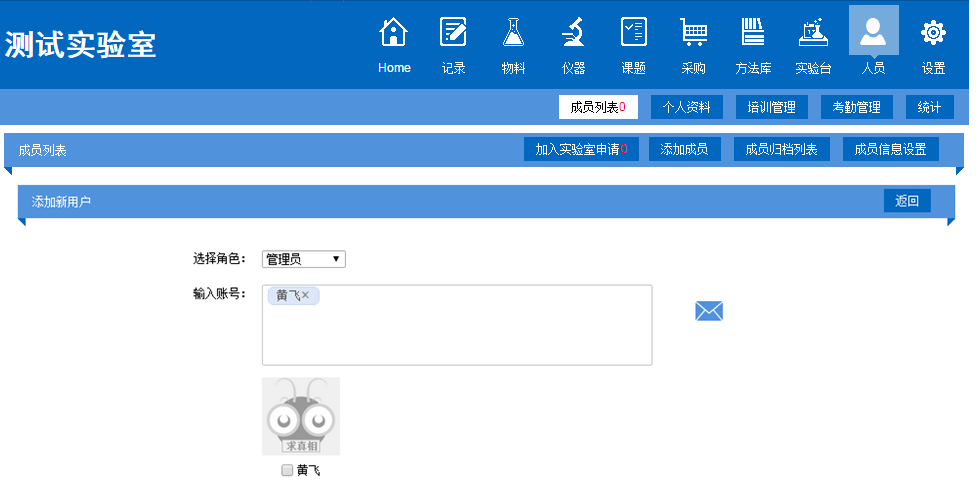 测试实验室
Home 记录 物料 仪器 课题 采购 方法库 实验台 人员 设置
成员列表0 个人资料 培训管理 考勤管理 统计
成员列表 加入实验室申请0 添加成员 成员归档列表 成员信息设置
添加新用户 返回
选择角色： 管理员
输入账号： 黄飞×
求真相
黄飞